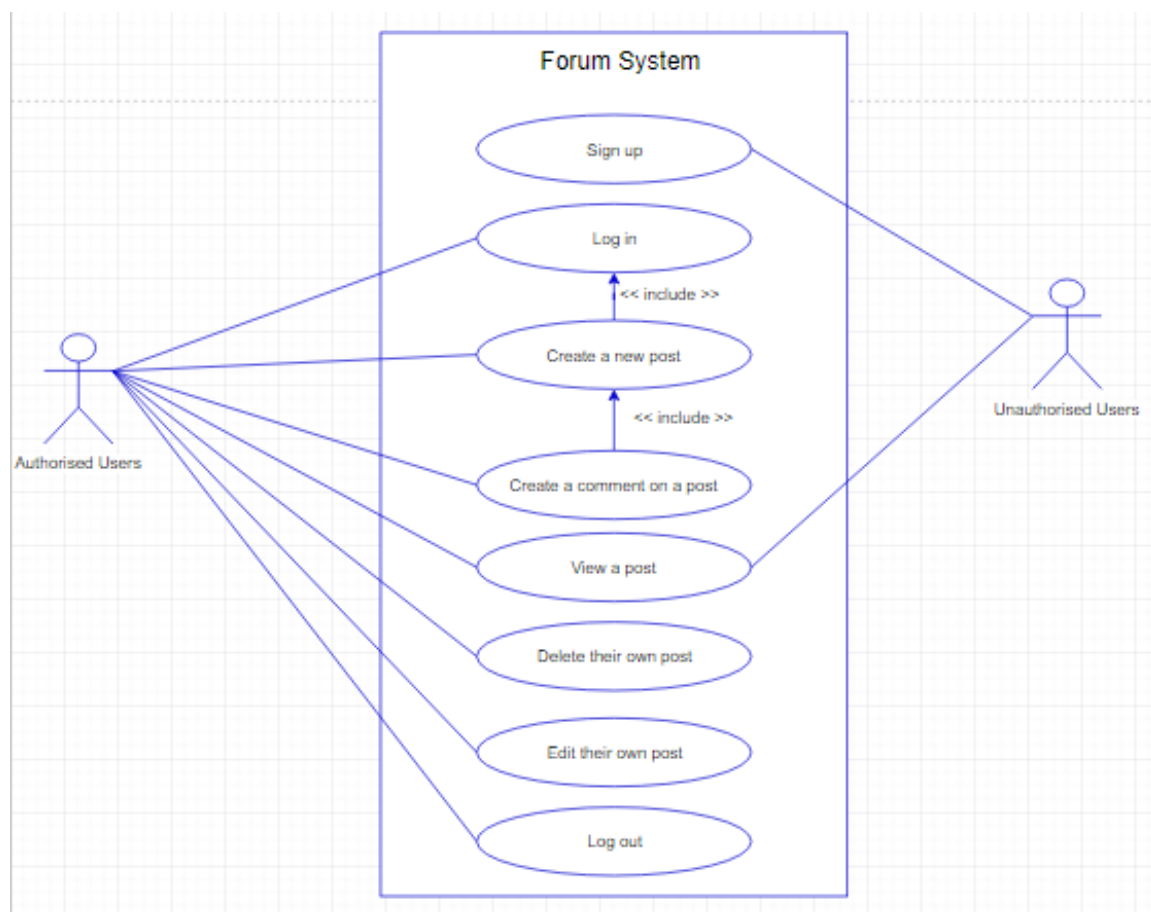 Forum System
Sign up
Log in
<< include >>
Create a new post
Unauthorised Users
<< include >>
Authorised Users
Create a comment on a post
View a post
Delete their own post
Edit their own post
Log out